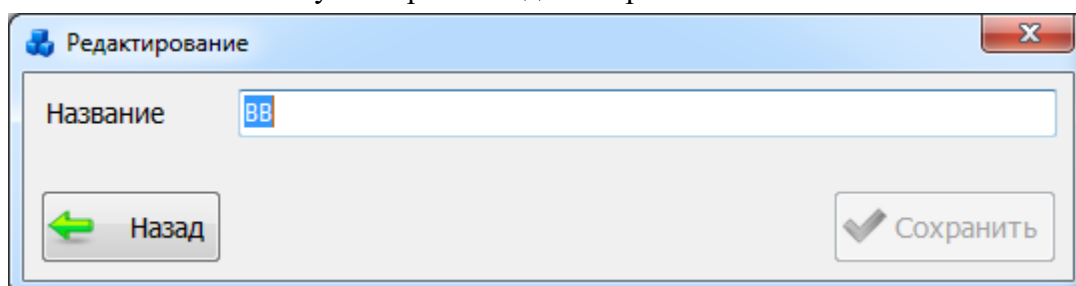 Редактирование
Название
ВВ
Назад
Сохранить